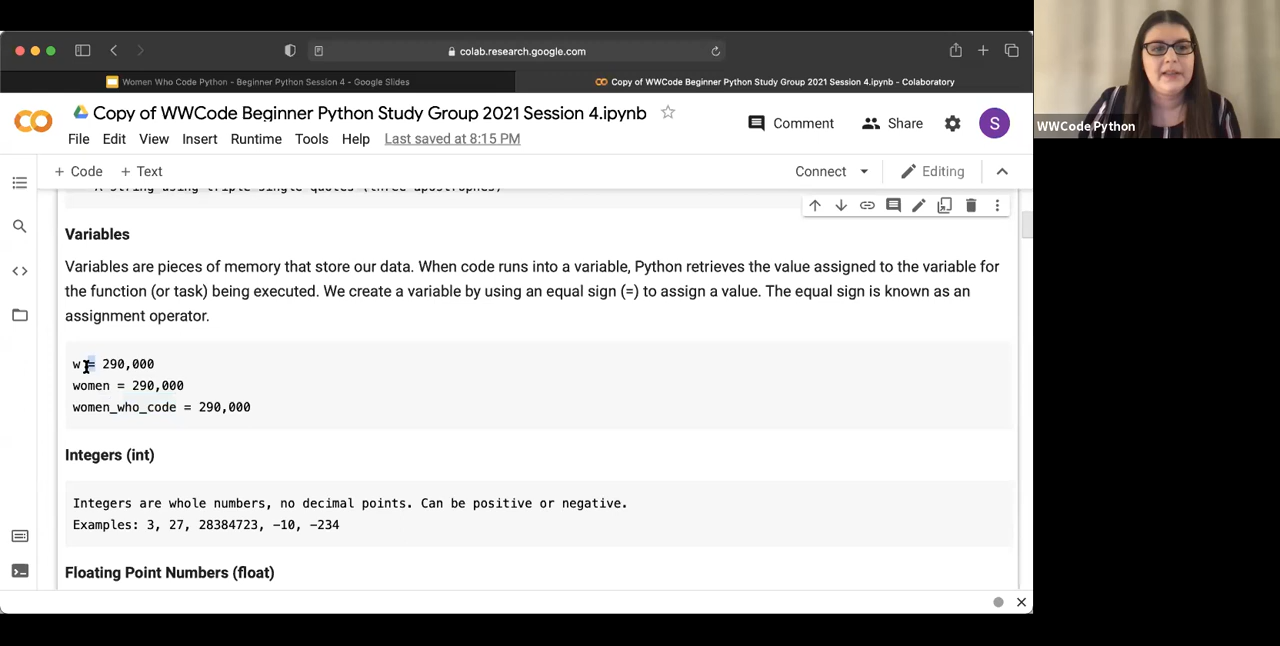 colab.research.google.com
Women Who Code Python - Beginner Python Session 4 - Google Slides
Copy of WWCode Beginner Python Study Group 2021 Session 4.ipynb - Colaboratory
WWCode Python
Copy of WWCode Beginner Python Study Group 2021 Session 4.ipynb
File Edit View Insert Runtime Tools Help Last saved at 8:15 PM
Comment Share S
+ Code + Text
Connect Editing
A string using triple single quotes (three apostrophes)
Variables
Variables are pieces of memory that store our data. When code runs into a variable, Python retrieves the value assigned to the variable for
the function (or task) being executed. We create a variable by using an equal sign (=) to assign a value. The equal sign is known as an
assignment operator.
w = 290,000
women = 290,000
women_who_code = 290,000
Integers (int)
Integers are whole numbers, no decimal points. Can be positive or negative.
Examples: 3, 27, 28384723, -10, -234
Floating Point Numbers (float)